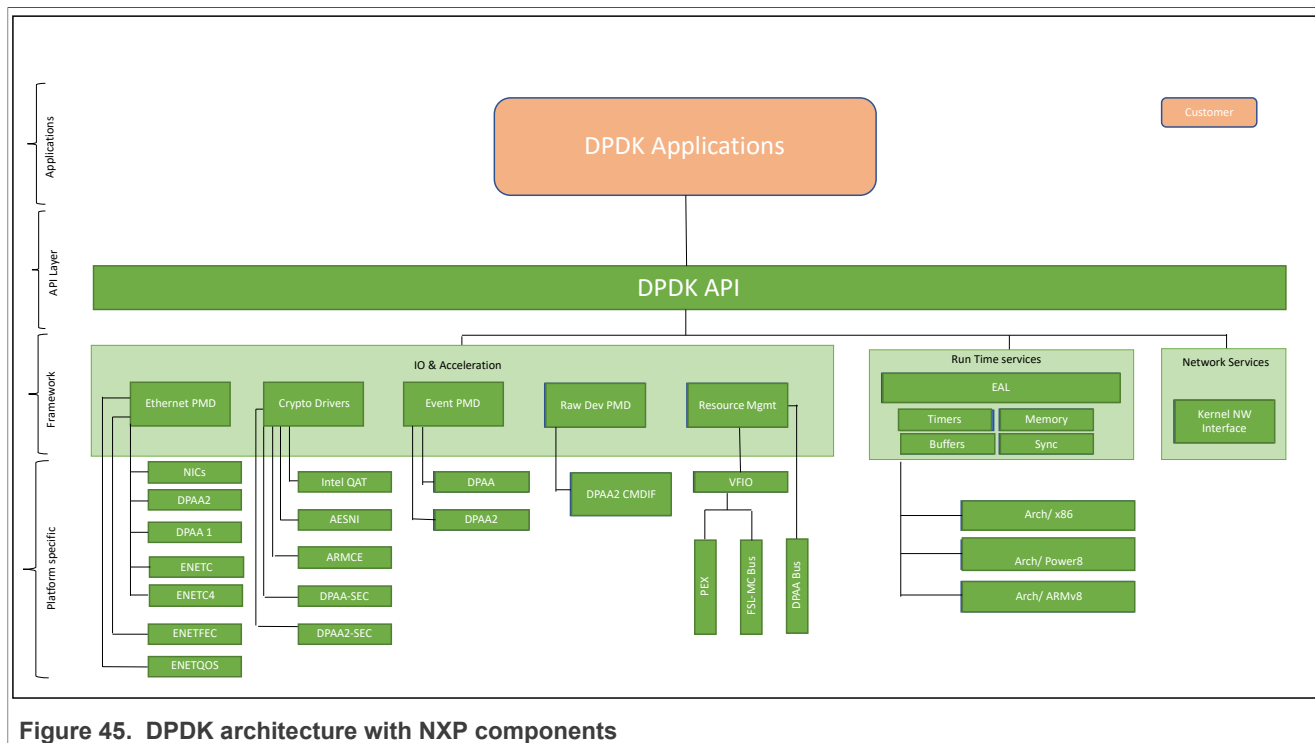 Applications
DPDK Applications
Customer
API Layer
DPDK API
Framework
IO & Acceleration
Ethernet PMD
Crypto Drivers
Event PMD
Raw Dev PMD
Resource Mgmt
Run Time services
EAL
Timers
Memory
Buffers
Sync
Network Services
Kernel NW
Interface
Platform specific
NICs
DPAA2
DPAA 1
ENETC
ENETC4
ENETFEC
ENETQOS
Intel QAT
AESNI
ARMCE
DPAA-SEC
DPAA2-SEC
DPAA
DPAA2
DPAA2 CMDIF
VFIO
PEX
FSL-MC Bus
DPAA Bus
Arch/ x86
Arch/ Power8
Arch/ ARMv8
Figure 45. DPDK architecture with NXP components